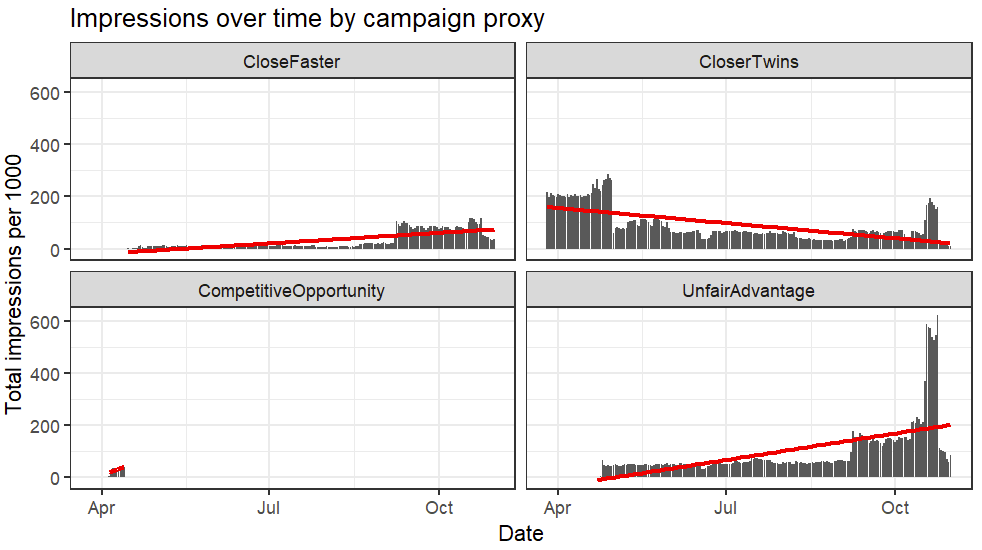 Impressions over time by campaign proxy
CloseFaster
CloserTwins
600
400
200
0
CompetitiveOpportunity
UnfairAdvantage
600
400
200
0
Total impressions per 1000
Apr
Jul
Oct
Apr
Jul
Oct
Date